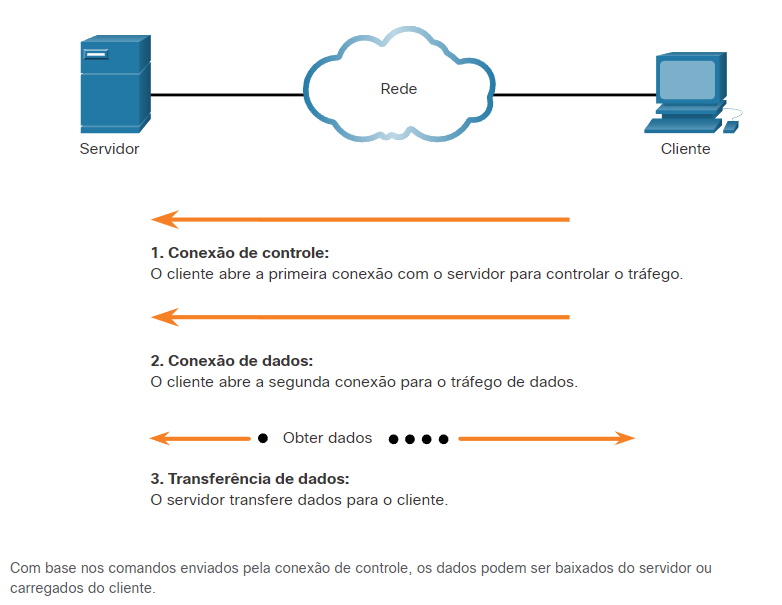 Rede
Servidor
Cliente
1. Conexão de controle:
O cliente abre a primeira conexão com o servidor para controlar o tráfego.
2. Conexão de dados:
O cliente abre a segunda conexão para o tráfego de dados.
Obter dados
3. Transferência de dados:
O servidor transfere dados para o cliente.
Com base nos comandos enviados pela conexão de controle, os dados podem ser baixados do servidor ou
carregados do cliente.